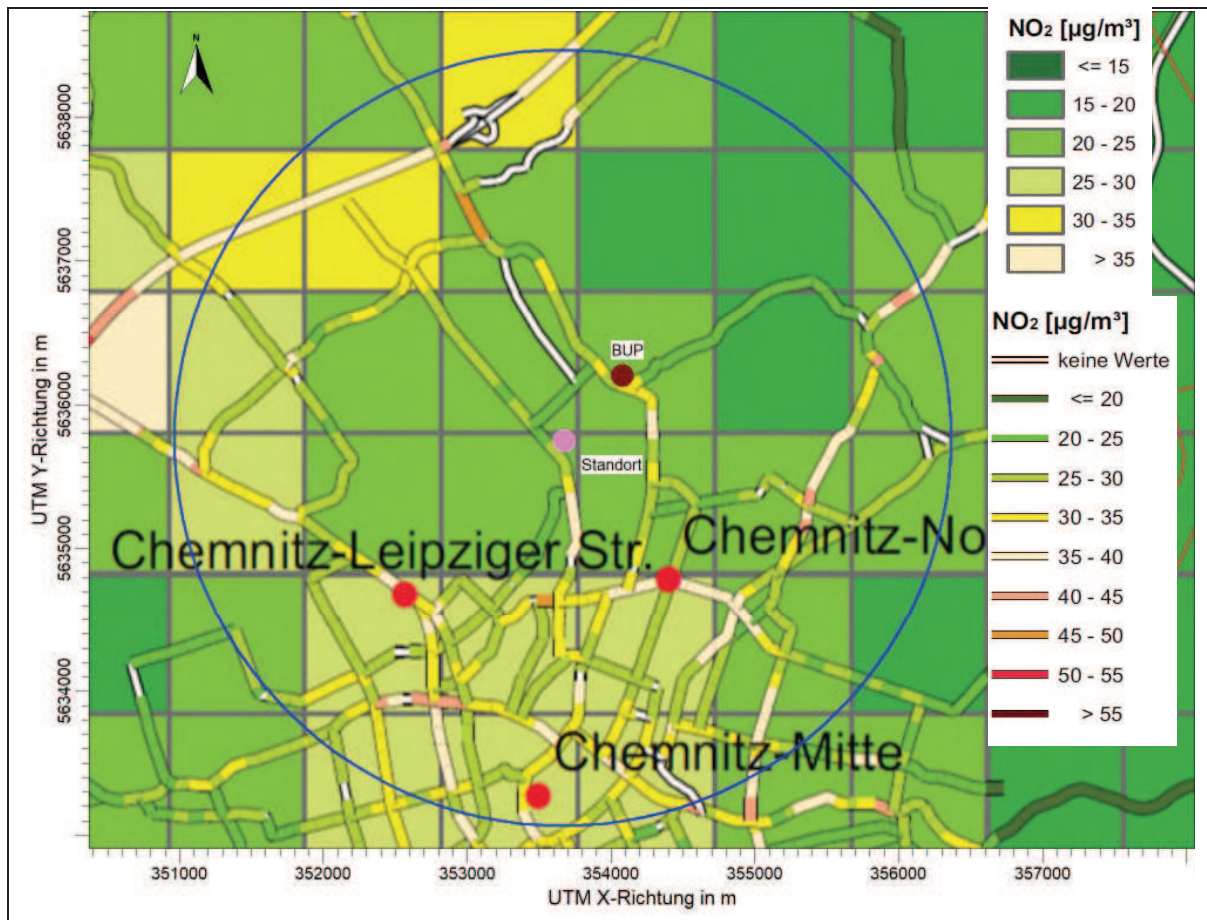 N
NO₂ [µg/m³]
<= 15
15 - 20
20 - 25
25 - 30
30 - 35
> 35
NO₂ [µg/m³]
keine Werte
<= 20
20 - 25
25 - 30
30 - 35
35 - 40
40 - 45
45 - 50
50 - 55
> 55
BUP
Standort
Chemnitz-Leipziger Str.
Chemnitz-No
Chemnitz-Mitte
UTM Y-Richtung in m
5638000
5637000
5636000
5635000
5634000
351000
352000
353000
354000
355000
356000
357000
UTM X-Richtung in m